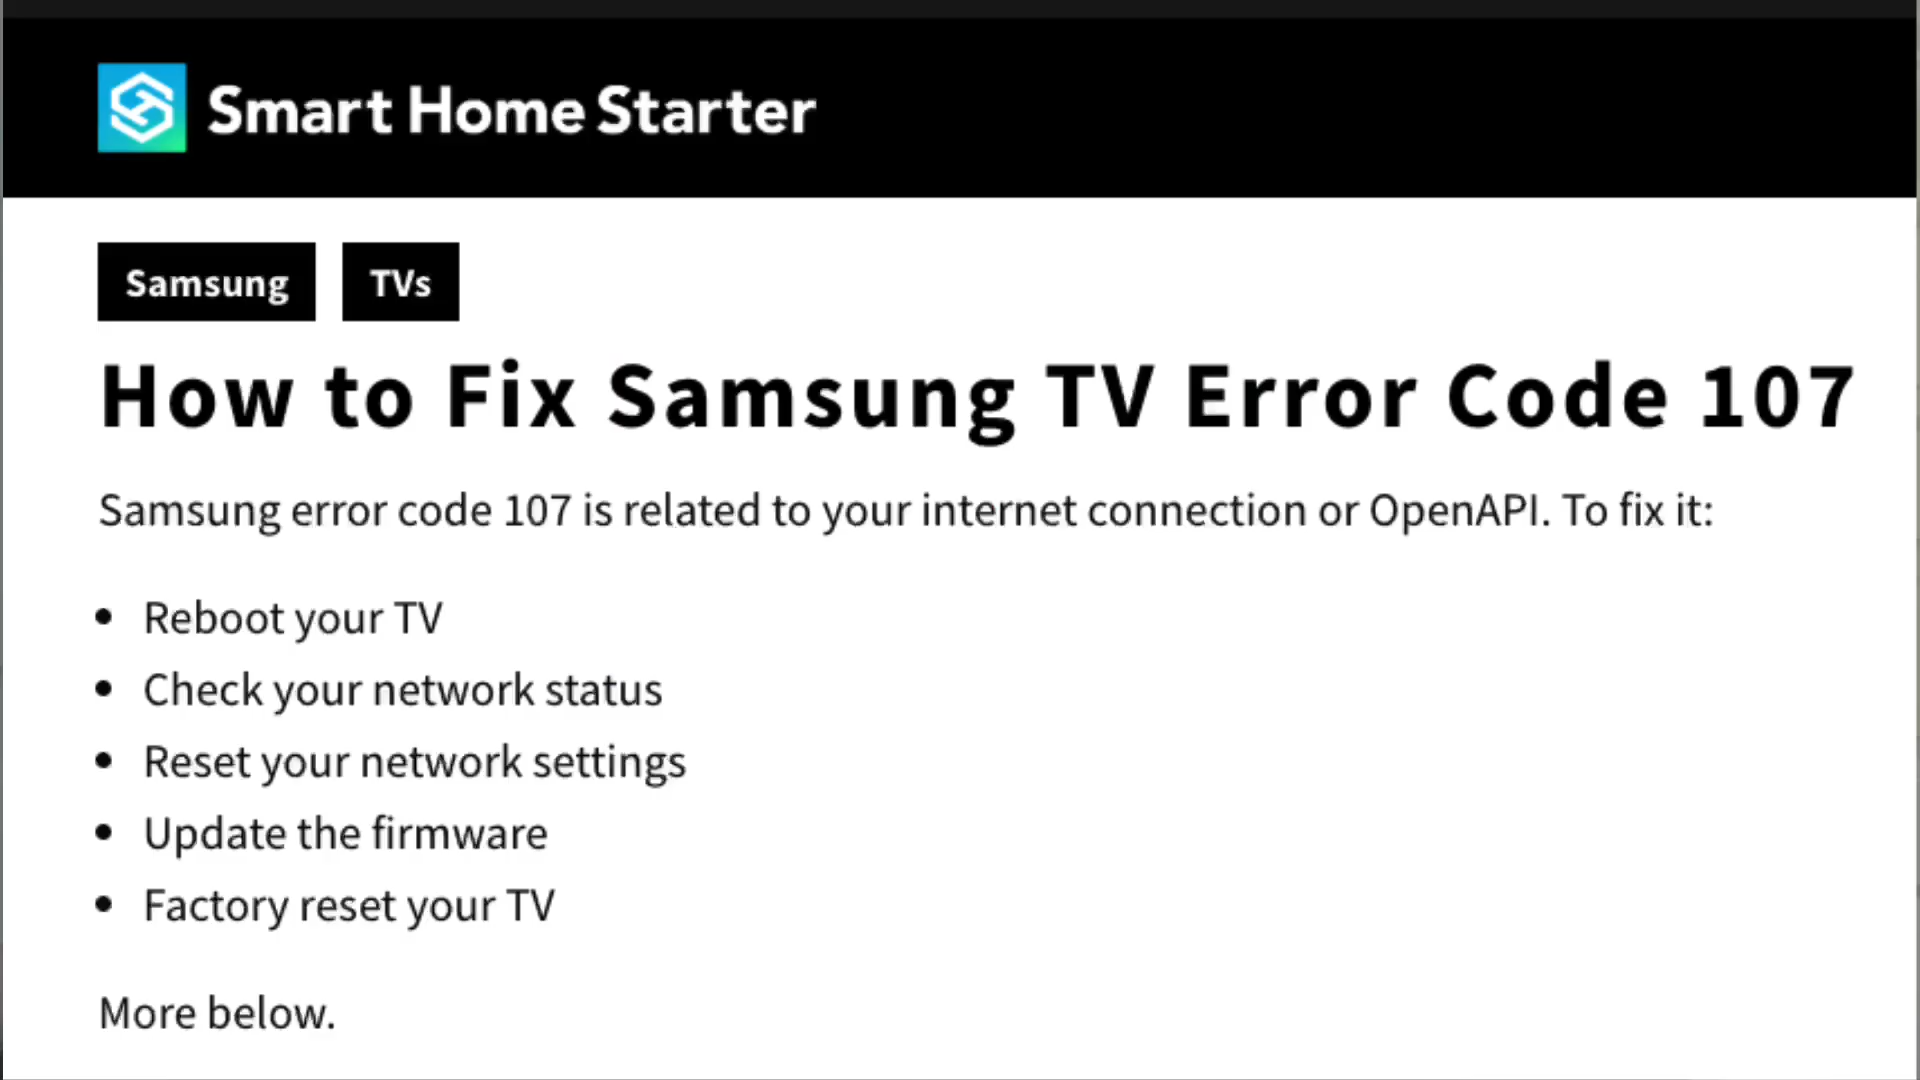 Smart Home Starter
Samsung TVs
How to Fix Samsung TV Error Code 107
Samsung error code 107 is related to your internet connection or OpenAPI. To fix it:
• Reboot your TV
• Check your network status
• Reset your network settings
• Update the firmware
• Factory reset your TV
More below.